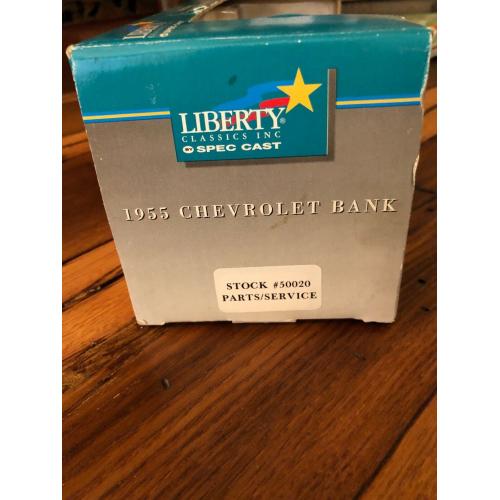 LIBERTY®
CLASSICS INC
BY SPEC CAST
1955 CHEVROLET BANK
STOCK #50020
PARTS/SERVICE